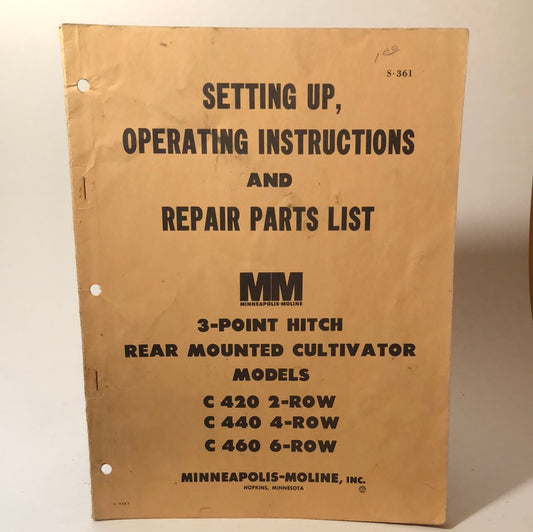 S-361
SETTING UP,
OPERATING INSTRUCTIONS
AND
REPAIR PARTS LIST
MM
MINNEAPOLIS-MOLINE
3-POINT HITCH
REAR MOUNTED CULTIVATOR
MODELS
C 420 2-ROW
C 440 4-ROW
C 460 6-ROW
MINNEAPOLIS-MOLINE, INC.
HOPKINS, MINNESOTA